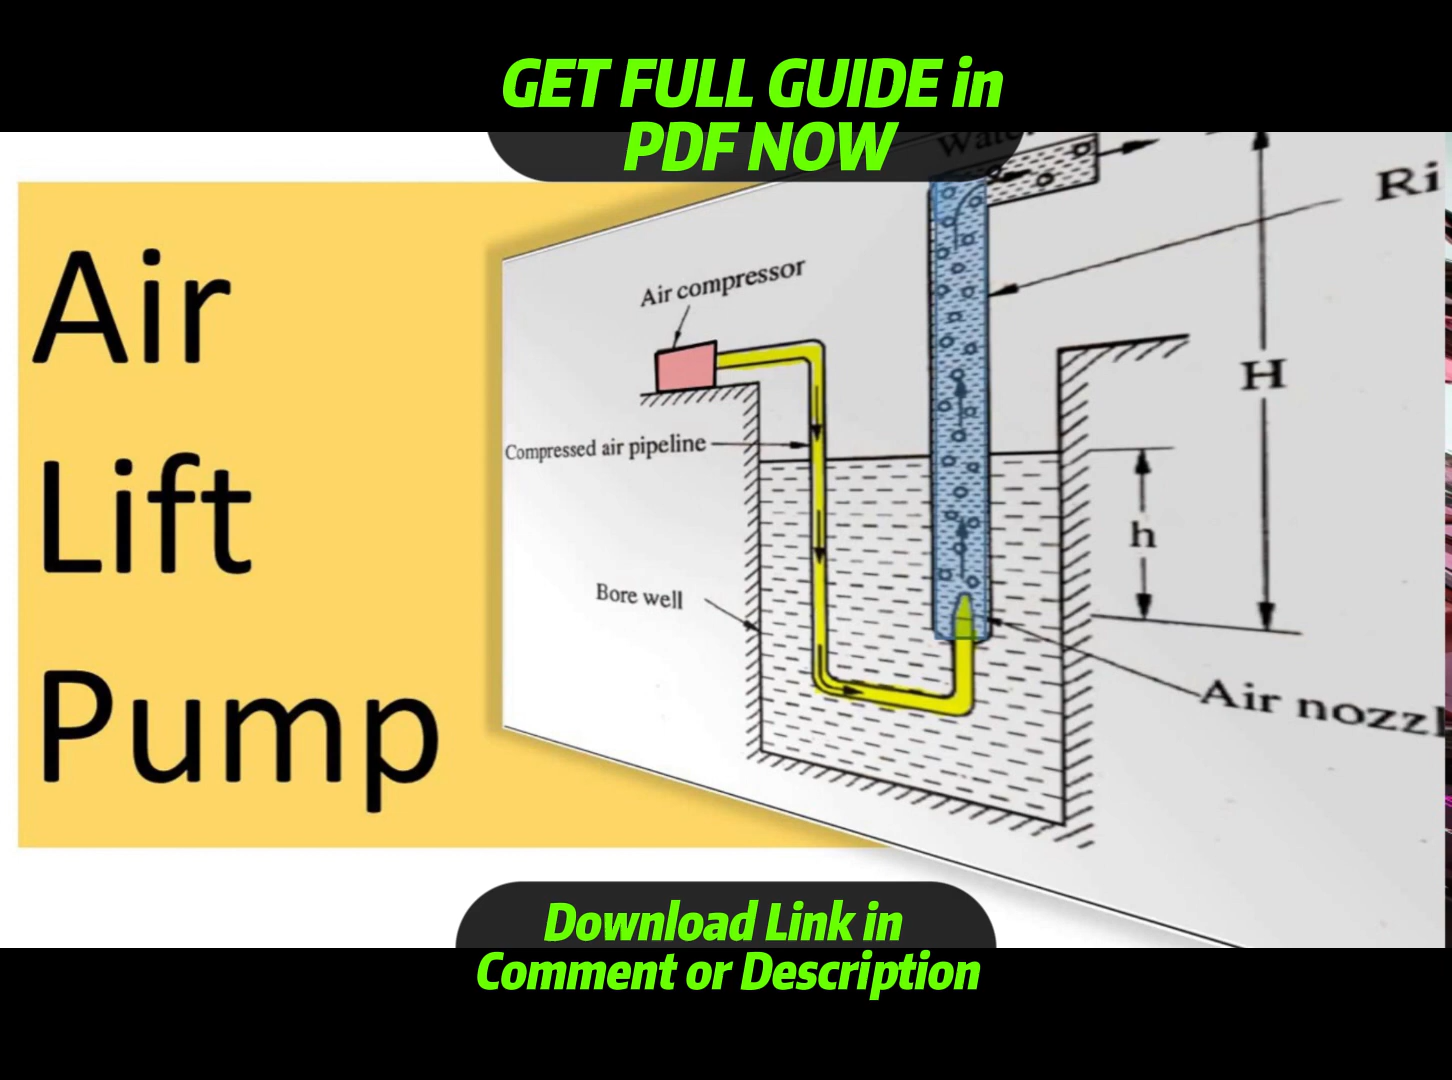 GET FULL GUIDE in
PDF NOW
Air
Lift
Pump
Air compressor
Compressed air pipeline
Bore well
H
h
Download Link in
Comment or Description